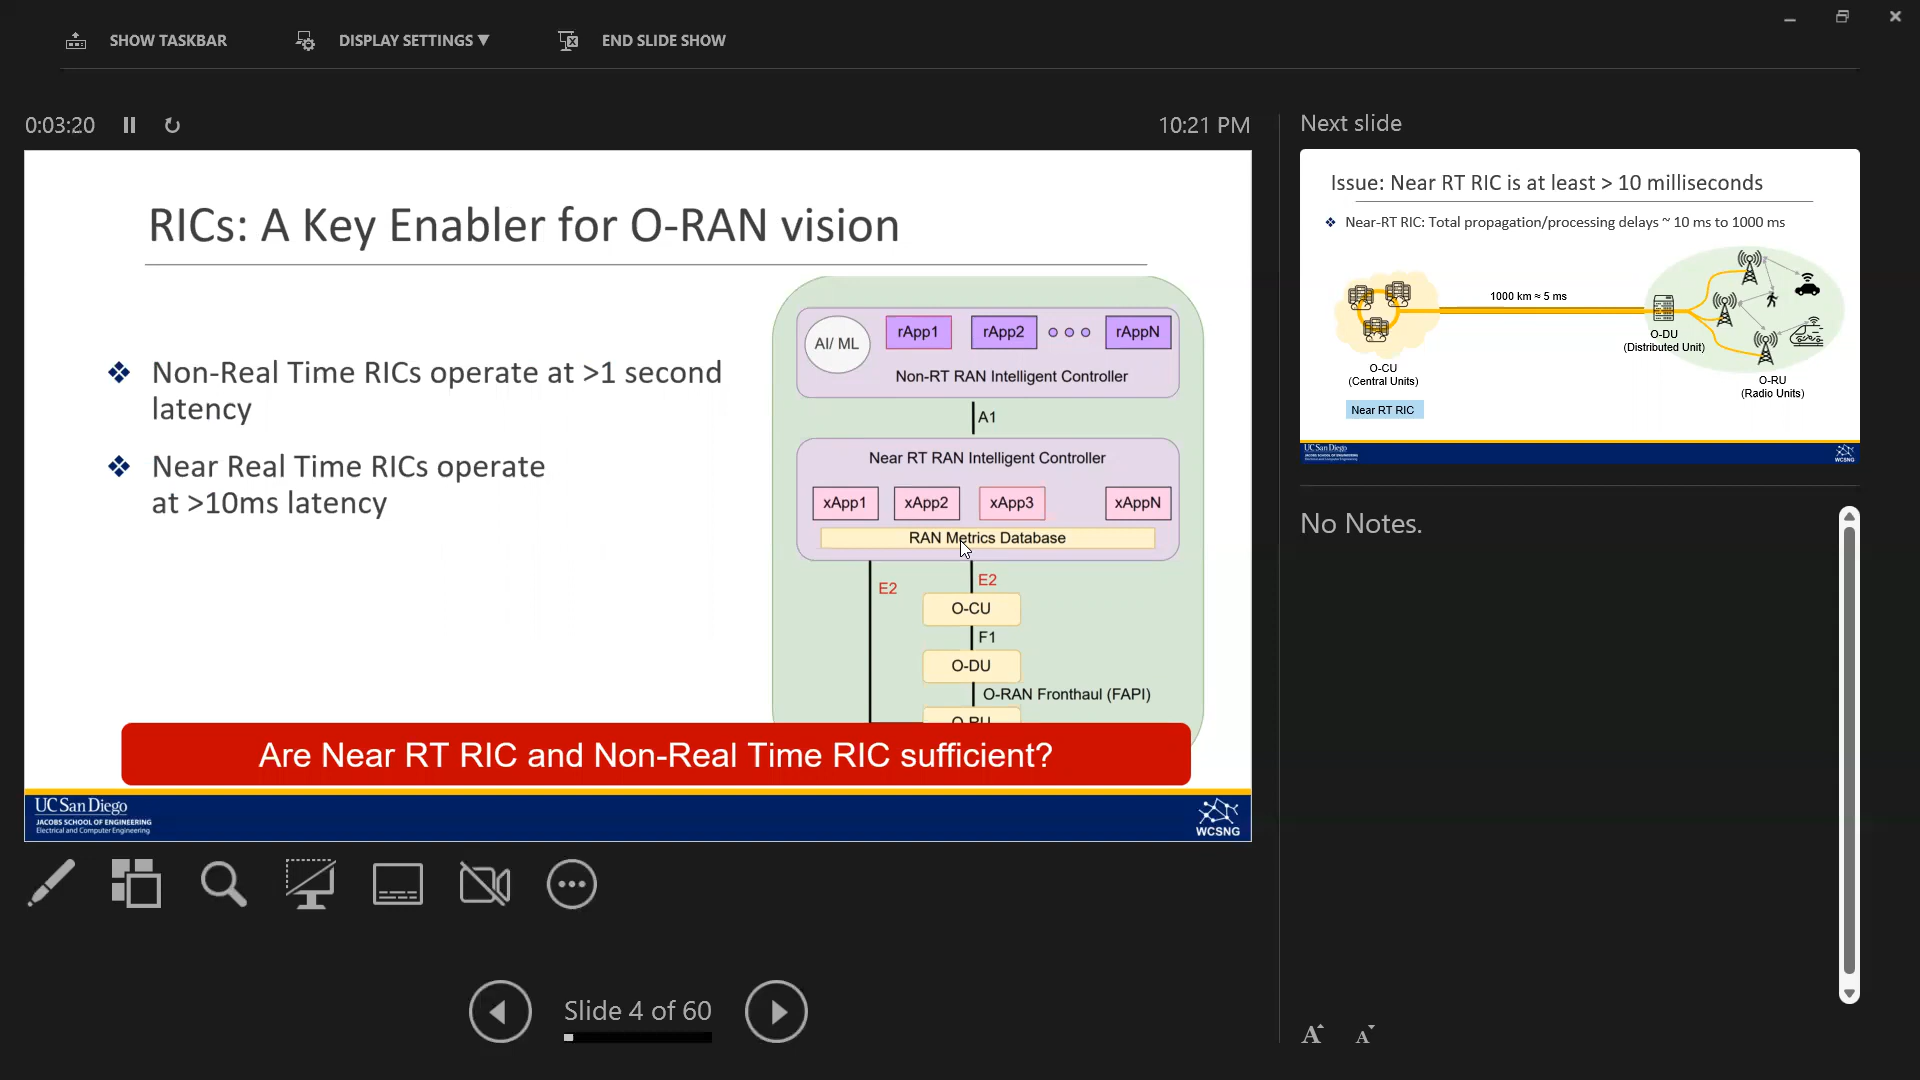 SHOW TASKBAR
DISPLAY SETTINGS ▼
END SLIDE SHOW
0:03:20
10:21 PM
RICs: A Key Enabler for O-RAN vision
❖ Non-Real Time RICs operate at >1 second
latency
❖ Near Real Time RICs operate
at >10ms latency
AI/ ML
rApp1
rApp2
rAppN
Non-RT RAN Intelligent Controller
A1
Near RT RAN Intelligent Controller
xApp1
xApp2
xApp3
xAppN
RAN Metrics Database
E2
E2
O-CU
F1
O-DU
O-RAN Fronthaul (FAPI)
O-RU
Are Near RT RIC and Non-Real Time RIC sufficient?
UC San Diego
JACOBS SCHOOL OF ENGINEERING
Electrical and Computer Engineering
WCSNG
Slide 4 of 60
Next slide
Issue: Near RT RIC is at least > 10 milliseconds
❖ Near-RT RIC: Total propagation/processing delays ~ 10 ms to 1000 ms
1000 km ≈ 5 ms
O-DU
(Distributed Unit)
O-CU
(Central Units)
O-RU
(Radio Units)
Near RT RIC
UC San Diego
WCSNG
No Notes.
A
A